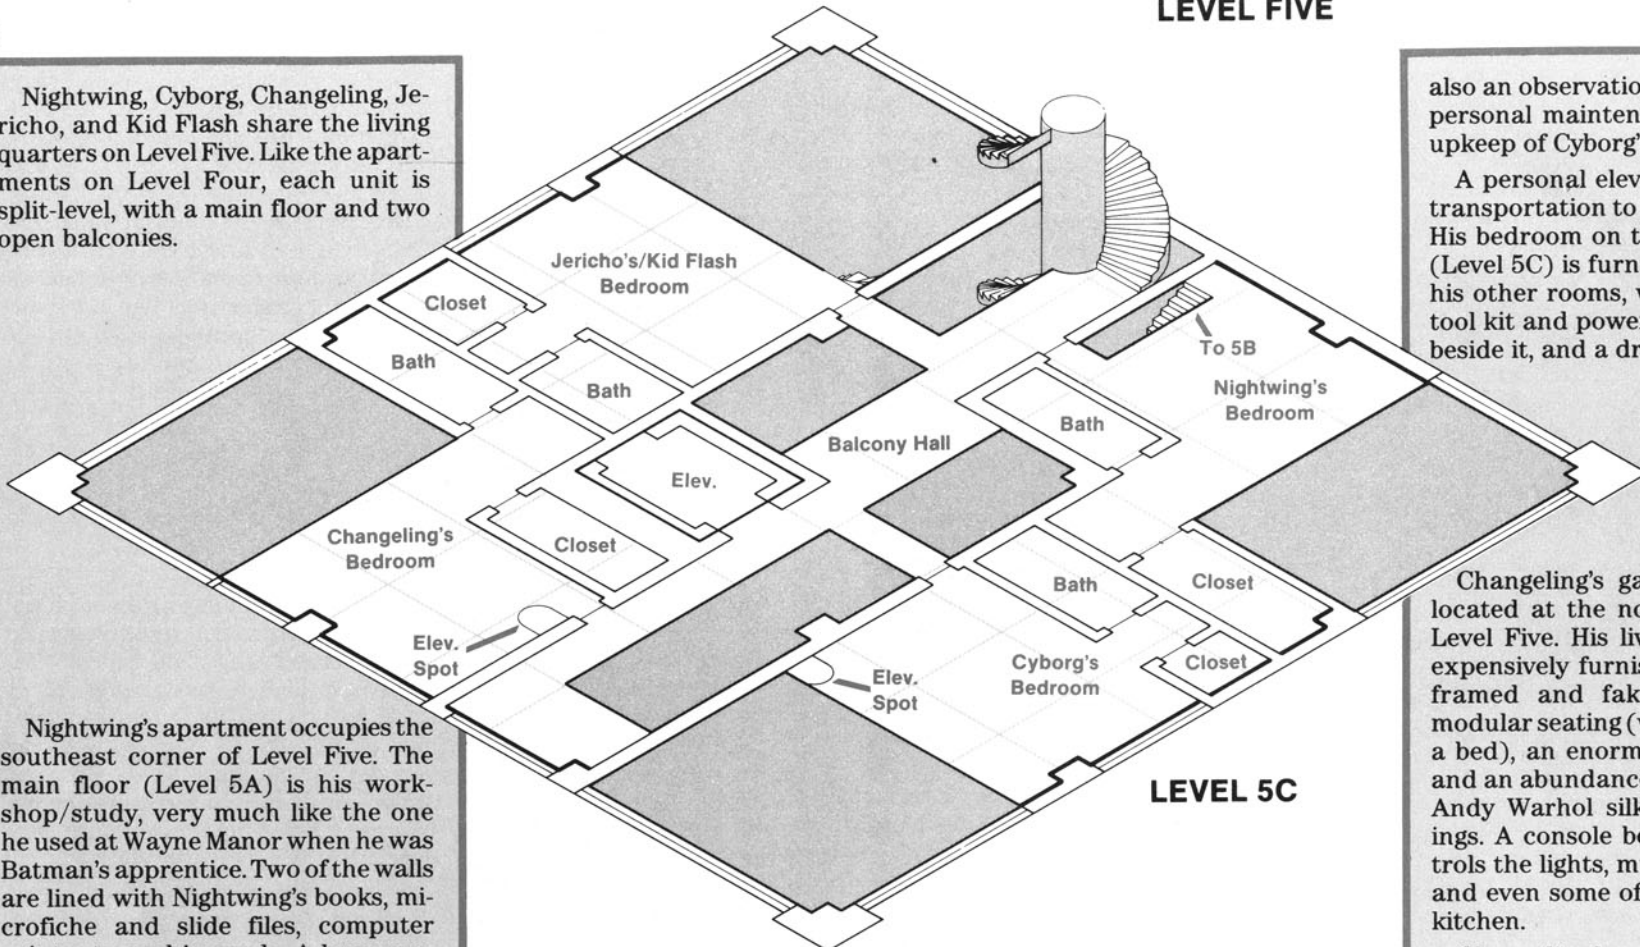 LEVEL FIVE
Nightwing, Cyborg, Changeling, Je-
richo, and Kid Flash share the living
quarters on Level Five. Like the apart-
ments on Level Four, each unit is
split-level, with a main floor and two
open balconies.
Nightwing's apartment occupies the
southeast corner of Level Five. The
main floor (Level 5A) is his work-
shop/study, very much like the one
he used at Wayne Manor when he was
Batman's apprentice. Two of the walls
are lined with Nightwing's books, mi-
crofiche and slide files, computer
Jericho's/Kid Flash
Bedroom
Closet
Bath
Bath
Elev.
Balcony Hall
Changeling's
Bedroom
Closet
Elev.
Spot
To 5B
Nightwing's
Bedroom
Bath
Bath
Closet
Closet
Cyborg's
Bedroom
Elev.
Spot
LEVEL 5C
also an observatio
personal mainten
upkeep of Cyborg'
A personal elev
transportation to
His bedroom on t
(Level 5C) is furn
his other rooms, 
tool kit and powe
beside it, and a dr
Changeling's ga
located at the no
Level Five. His liv
expensively furnis
framed and fak
modular seating (
a bed), an enorm
and an abundanc
Andy Warhol silk
ings. A console b
trols the lights, m
and even some of
kitchen.